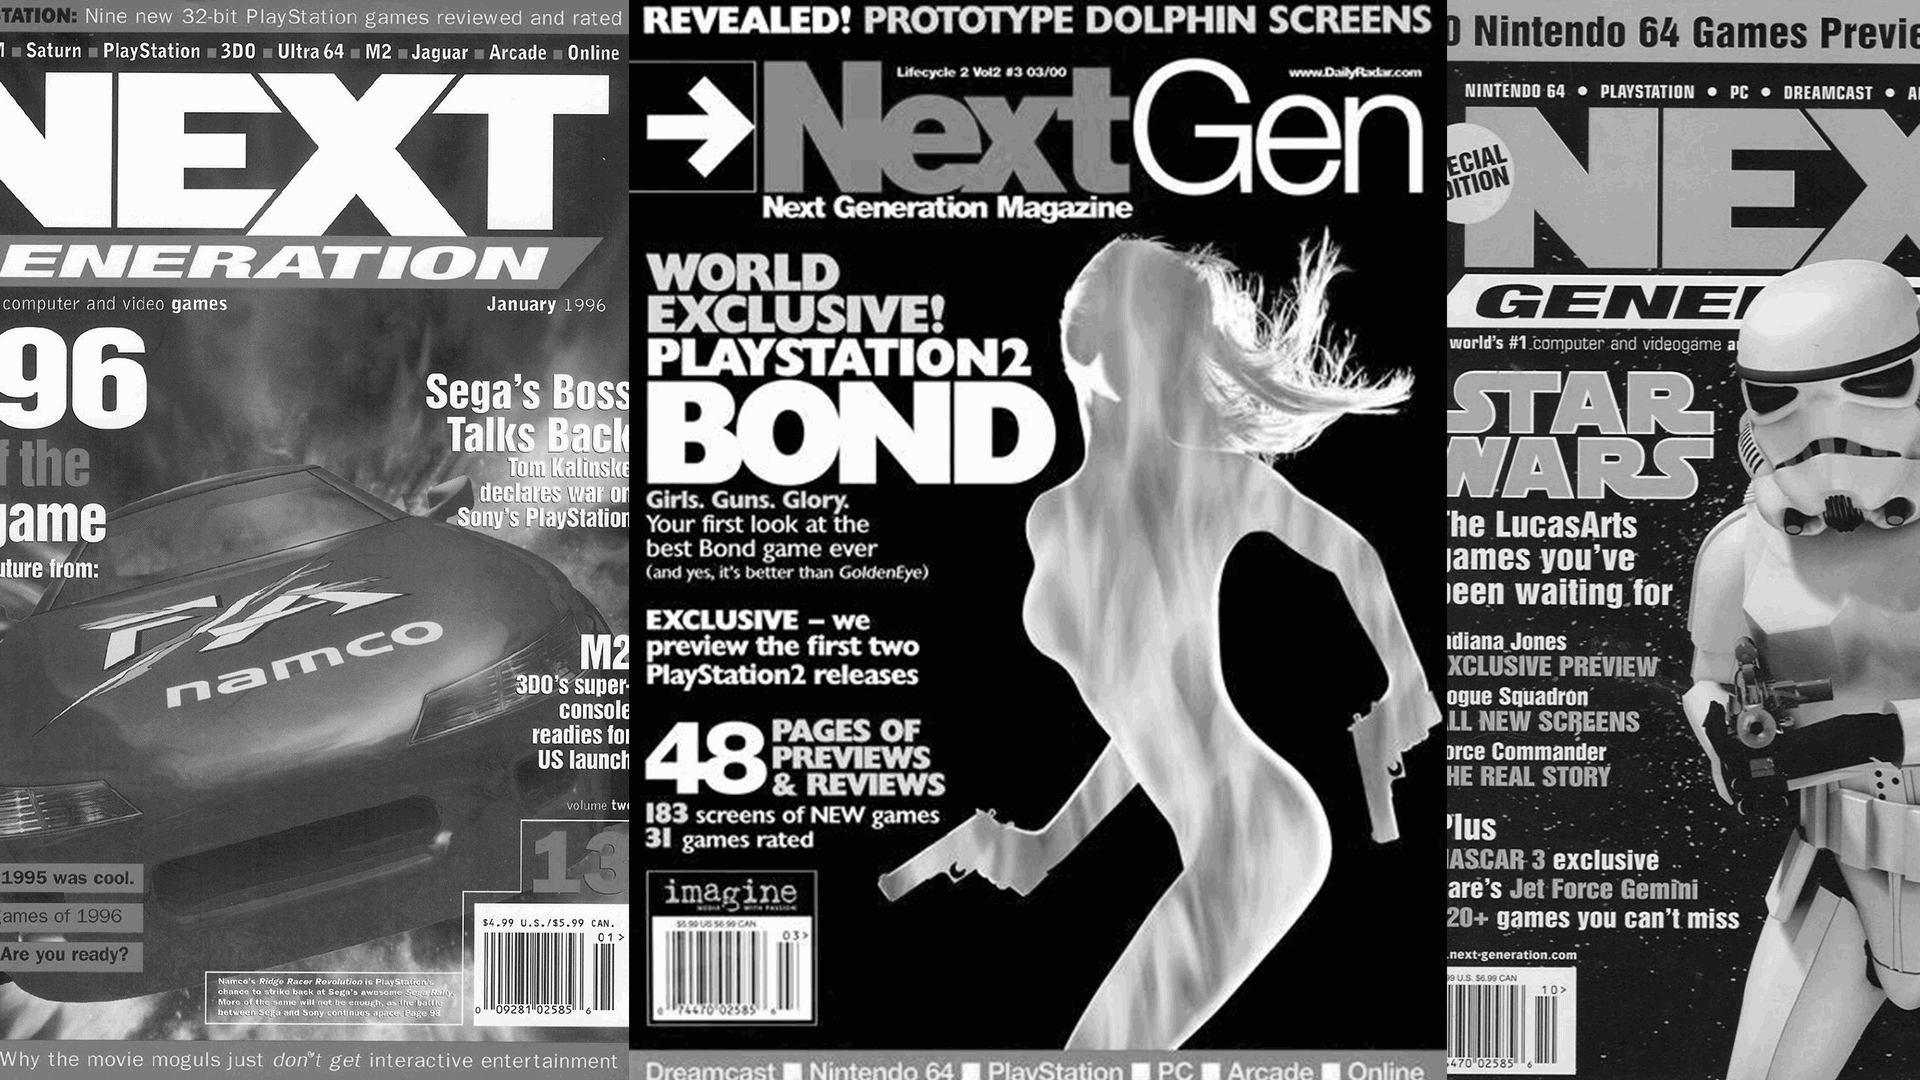 TATION: Nine new 32-bit PlayStation games reviewed and rated
Saturn ■ PlayStation ■ 3DO ■ Ultra 64 ■ M2 ■ Jaguar ■ Arcade ■ Online
NEXT
ENERATION
computer and video games
January 1996
96
f the
game
uture from:
Sega's Boss
Talks Back
Tom Kalinske
declares war on
Sony's PlayStation
namco
M2
3DO's super-
console
readies for
US launch
volume two
13
1995 was cool.
ames of 1996
Are you ready?
$4.99 U.S./$5.99 CAN.
01>
0 09281 02585 6
Namco's Ridge Racer Revolution is PlayStation's
chance to strike back at Sega's awesome Sega Rally.
More of the same will not be enough, as the battle
between Sega and Sony continues apace. Page 98
Why the movie moguls just don't get interactive entertainment
REVEALED! PROTOTYPE DOLPHIN SCREENS
Lifecycle 2 Vol2 #3 03/00
www.DailyRadar.com
NextGen
Next Generation Magazine
WORLD
EXCLUSIVE!
PLAYSTATION2
BOND
Girls. Guns. Glory.
Your first look at the
best Bond game ever
(and yes, it's better than GoldenEye)
EXCLUSIVE – we
preview the first two
PlayStation2 releases
48 PAGES OF
PREVIEWS
& REVIEWS
183 screens of NEW games
31 games rated
imagine
MEDIA WITH PASSION
$5.99 US $6.99 CAN
03>
0 74470 02585 6
Dreamcast ■ Nintendo 64 ■ PlayStation ■ PC ■ Arcade ■ Online
0 Nintendo 64 Games Previe
NINTENDO 64 • PLAYSTATION • PC • DREAMCAST • A
ECIAL
DITION
NEX
GENE
world's #1 computer and videogame
STAR
WARS
The LucasArts
games you've
been waiting for
ndiana Jones
XCLUSIVE PREVIEW
ogue Squadron
LL NEW SCREENS
orce Commander
HE REAL STORY
Plus
ASCAR 3 exclusive
are's Jet Force Gemini
20+ games you can't miss
.next-generation.com
99 U.S. $6.99 CAN
10>
4470 02585 6